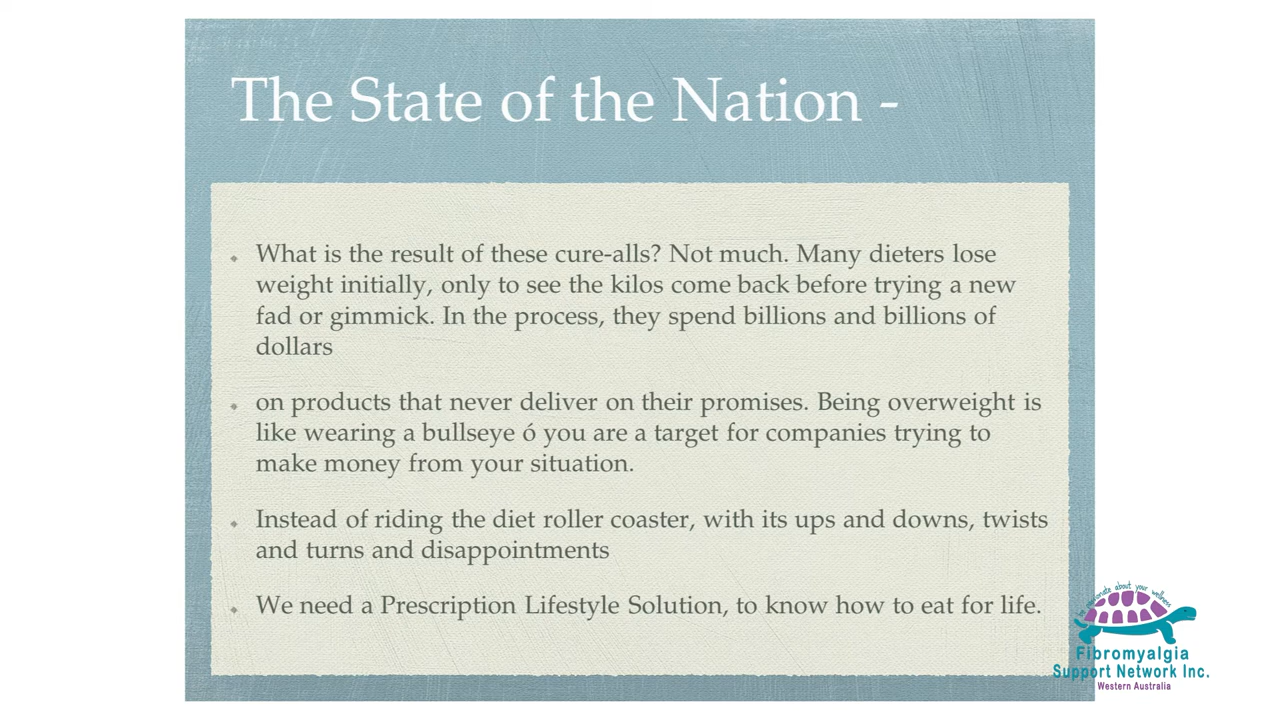 The State of the Nation -
What is the result of these cure-alls? Not much. Many dieters lose
weight initially, only to see the kilos come back before trying a new
fad or gimmick. In the process, they spend billions and billions of
dollars
on products that never deliver on their promises. Being overweight is
like wearing a bullseye ó you are a target for companies trying to
make money from your situation.
Instead of riding the diet roller coaster, with its ups and downs, twists
and turns and disappointments
We need a Prescription Lifestyle Solution, to know how to eat for life.
passionate about your wellness
Fibromyalgia
Support Network Inc.
Western Australia